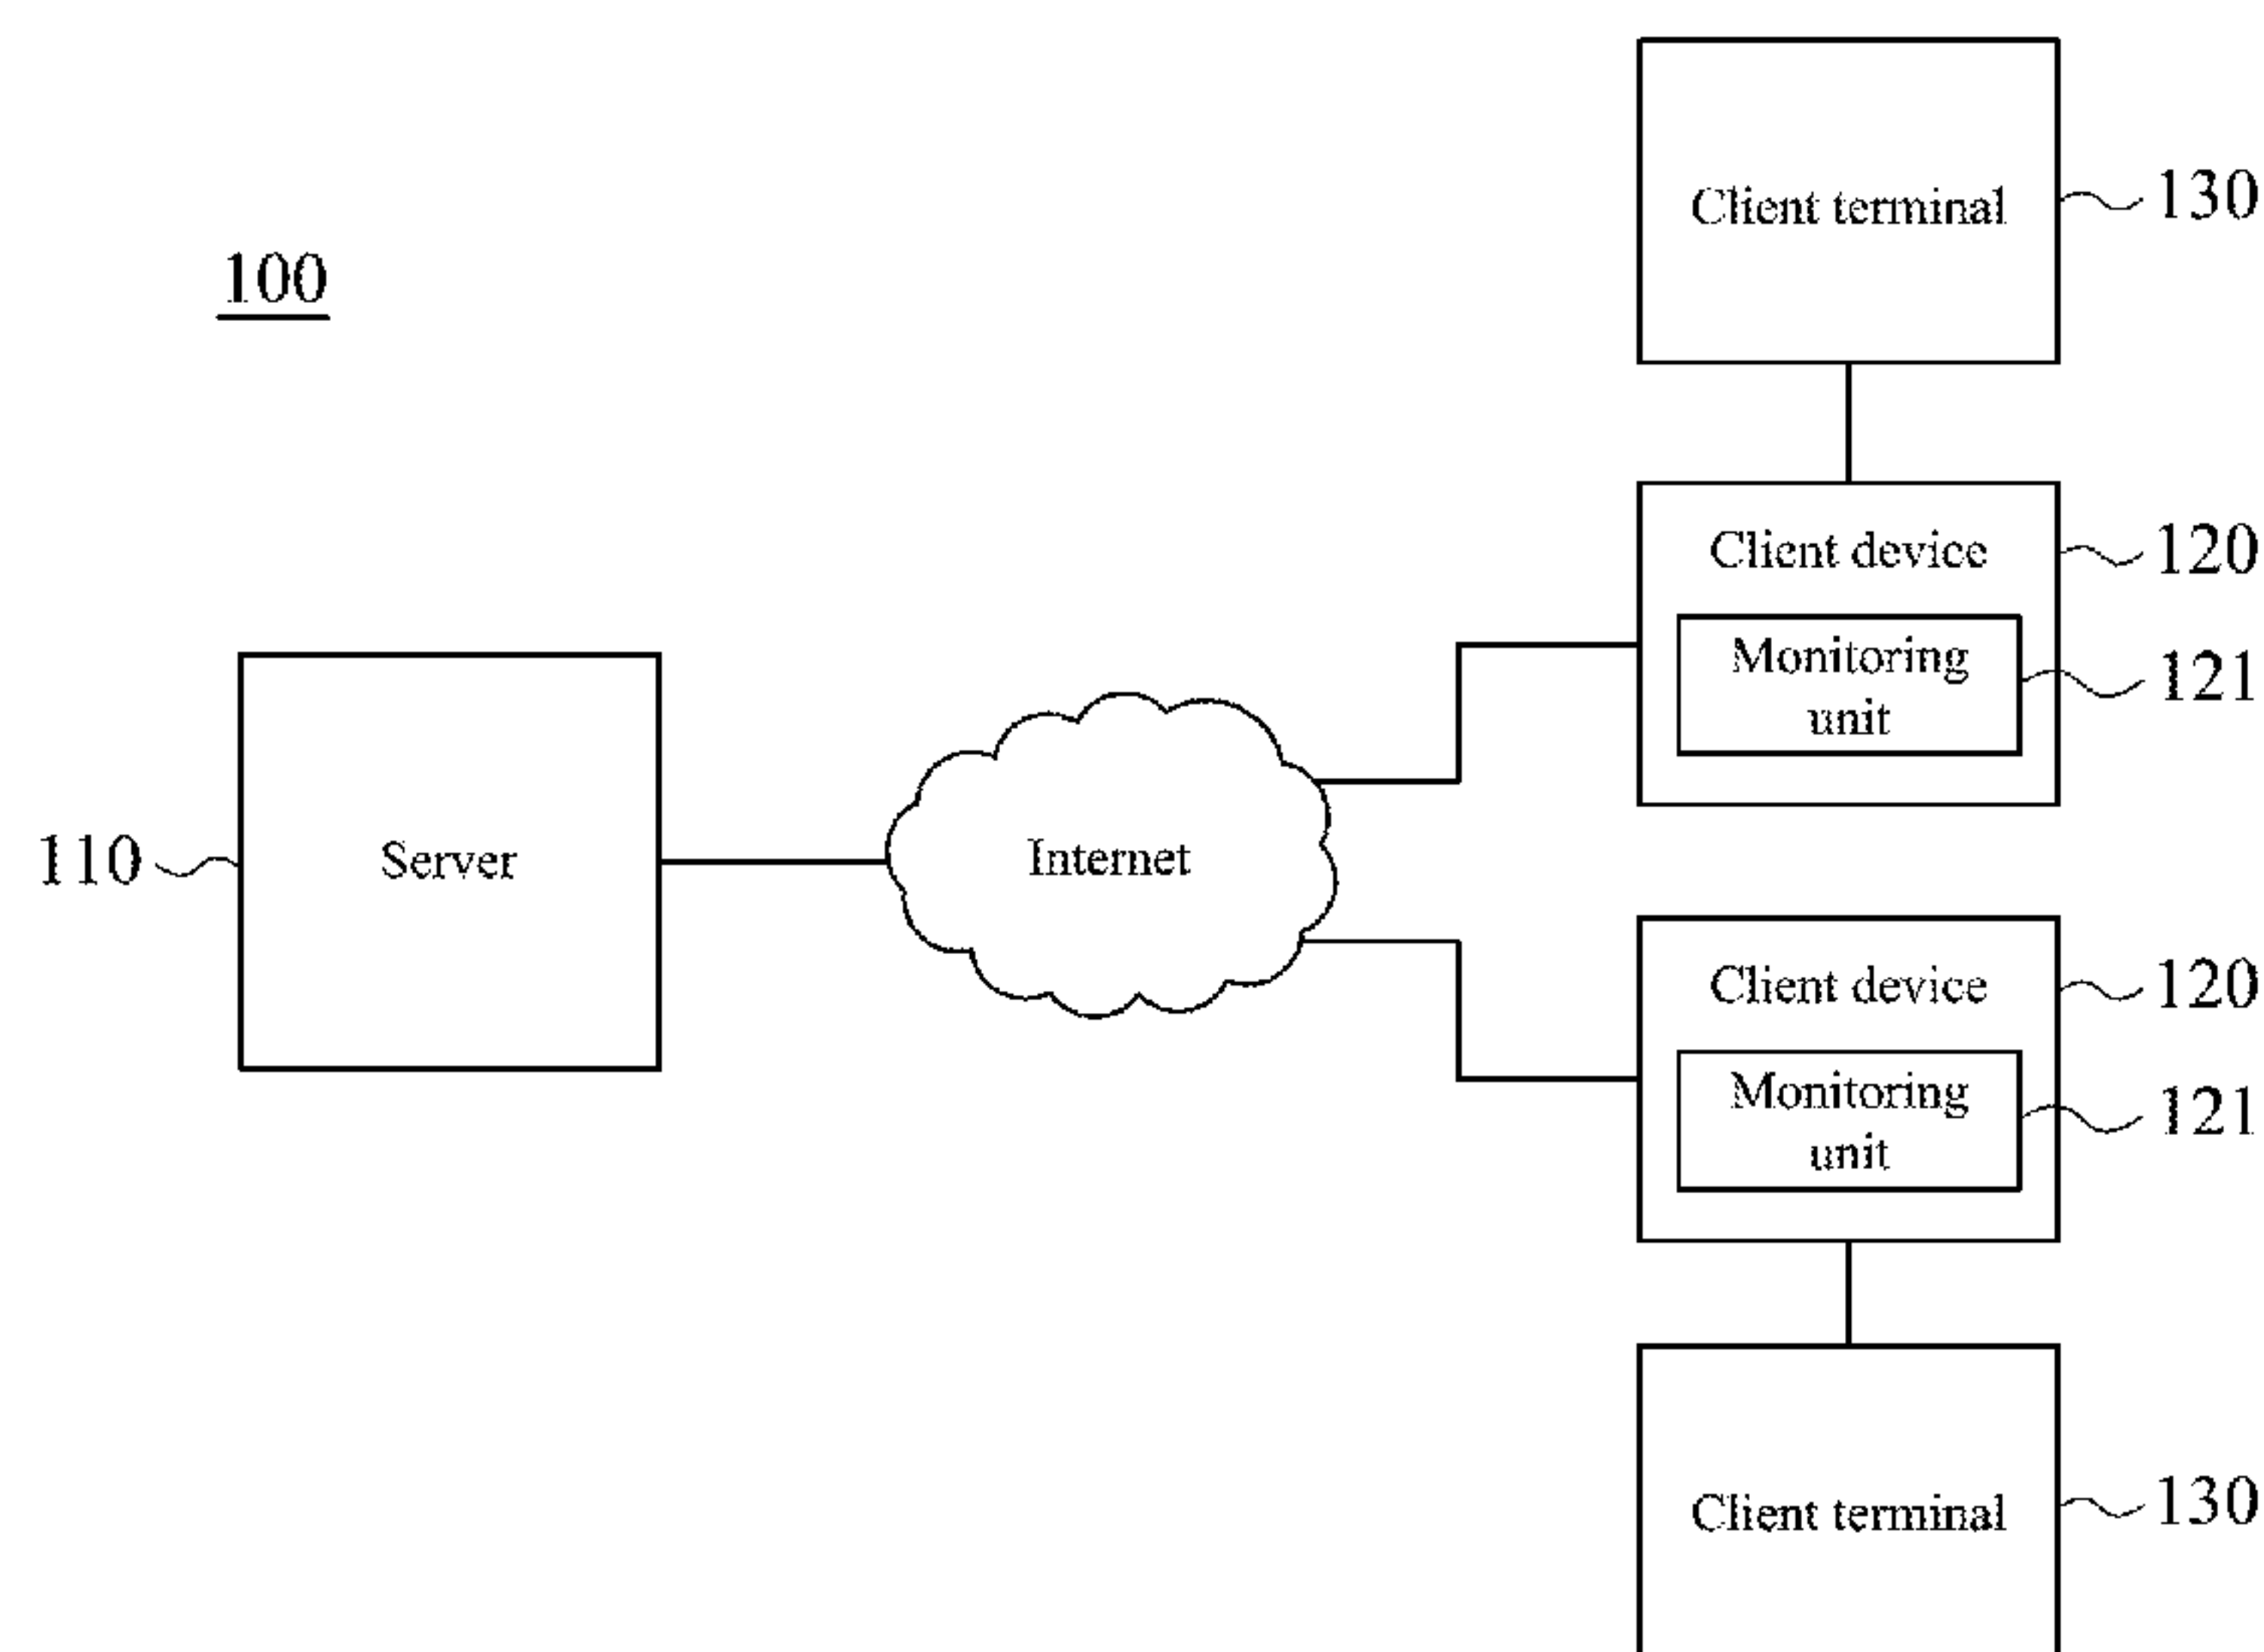 100
Client terminal
130
Client device
120
Monitoring
unit
121
110
Server
Internet
Client device
120
Monitoring
unit
121
Client terminal
130